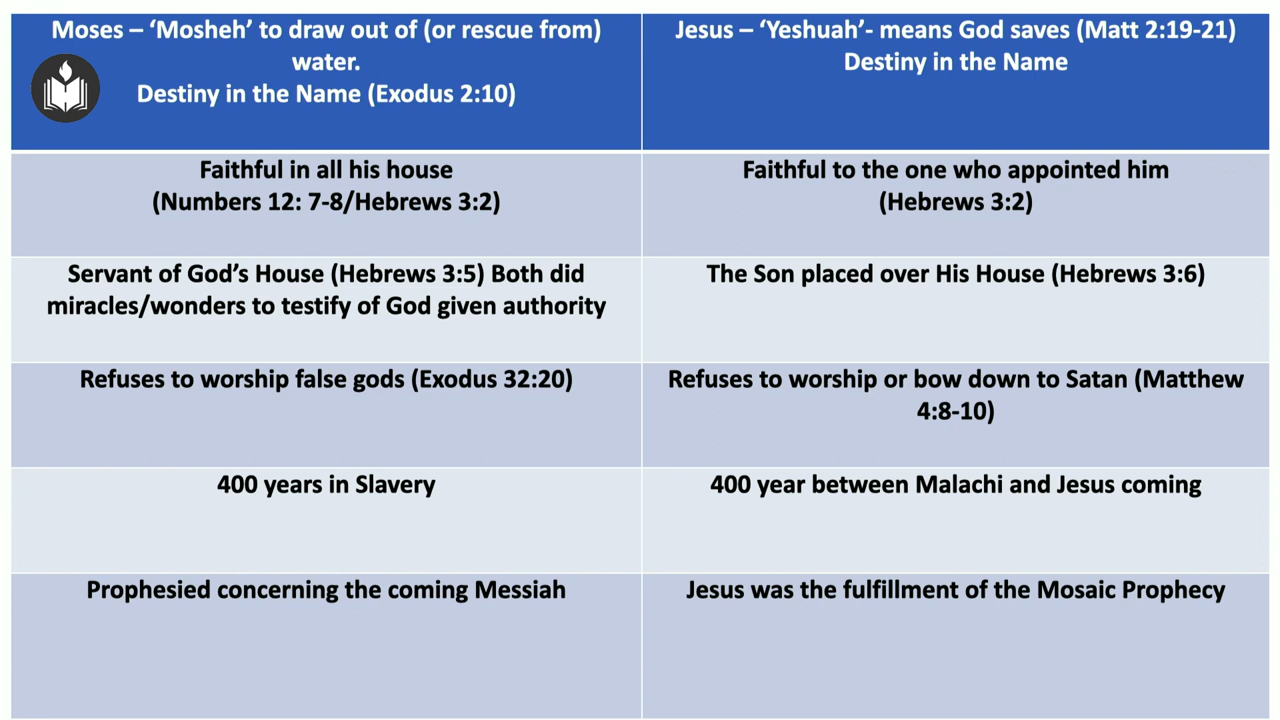 Moses – ‘Mosheh’ to draw out of (or rescue from)
water.
Destiny in the Name (Exodus 2:10)
Jesus – ‘Yeshuah’- means God saves (Matt 2:19-21)
Destiny in the Name
Faithful in all his house
(Numbers 12: 7-8/Hebrews 3:2)
Faithful to the one who appointed him
(Hebrews 3:2)
Servant of God’s House (Hebrews 3:5) Both did
miracles/wonders to testify of God given authority
The Son placed over His House (Hebrews 3:6)
Refuses to worship false gods (Exodus 32:20)
Refuses to worship or bow down to Satan (Matthew
4:8-10)
400 years in Slavery
400 year between Malachi and Jesus coming
Prophesied concerning the coming Messiah
Jesus was the fulfillment of the Mosaic Prophecy